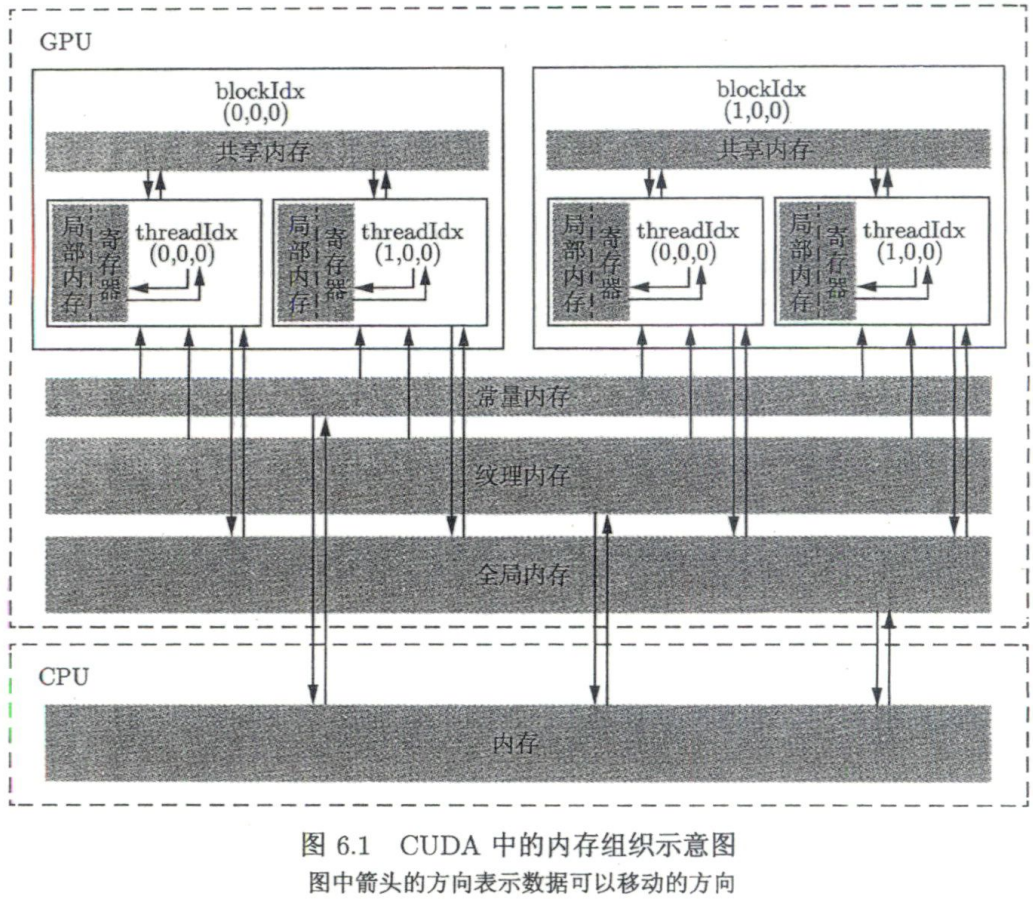 GPU
blockIdx
(0,0,0)
共享内存
局部内存
寄存器
threadIdx
(0,0,0)
局部内存
寄存器
threadIdx
(1,0,0)
blockIdx
(1,0,0)
共享内存
局部内存
寄存器
threadIdx
(0,0,0)
局部内存
寄存器
threadIdx
(1,0,0)
常量内存
纹理内存
全局内存
CPU
内存
图 6.1 CUDA 中的内存组织示意图
图中箭头的方向表示数据可以移动的方向